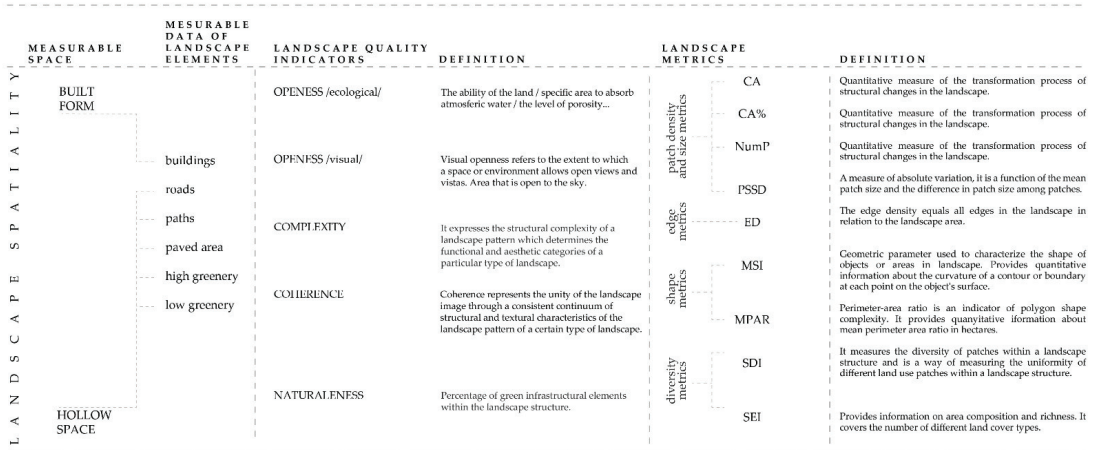 LANDSCAPE SPATIALITY
MEASURABLE
SPACE
BUILT
FORM
HOLLOW
SPACE
MESURABLE
DATA OF
LANDSCAPE
ELEMENTS
buildings
roads
paths
paved area
high greenery
low greenery
LANDSCAPE QUALITY
INDICATORS
DEFINITION
OPENESS /ecological/
The ability of the land / specific area to absorb
atmosferic water / the level of porosity...
OPENESS /visual/
Visual openness refers to the extent to which
a space or environment allows open views and
vistas. Area that is open to the sky.
COMPLEXITY
It expresses the structural complexity of a
landscape pattern which determines the
functional and aesthetic categories of a
particular type of landscape.
COHERENCE
Coherence represents the unity of the landscape
image through a consistent continuum of
structural and textural characteristics of the
landscape pattern of a certain type of landscape.
NATURALENESS
Percentage of green infrastructural elements
within the landscape structure.
LANDSCAPE
METRICS
DEFINITION
patch density
and size metrics
CA
Quantitative measure of the transformation process of
structural changes in the landscape.
CA%
Quantitative measure of the transformation process of
structural changes in the landscape.
NumP
Quantitative measure of the transformation process of
structural changes in the landscape.
PSSD
A measure of absolute variation, it is a function of the mean
patch size and the difference in patch size among patches.
edge
metrics
ED
The edge density equals all edges in the landscape in
relation to the landscape area.
shape
metrics
MSI
Geometric parameter used to characterize the shape of
objects or areas in landscape. Provides quantitative
information about the curvature of a contour or boundary
at each point on the object's surface.
MPAR
Perimeter-area ratio is an indicator of polygon shape
complexity. It provides quanyitative iformation about
mean perimeter area ratio in hectares.
diversity
metrics
SDI
It measures the diversity of patches within a landscape
structure and is a way of measuring the uniformity of
different land use patches within a landscape structure.
SEI
Provides information on area composition and richness. It
covers the number of different land cover types.